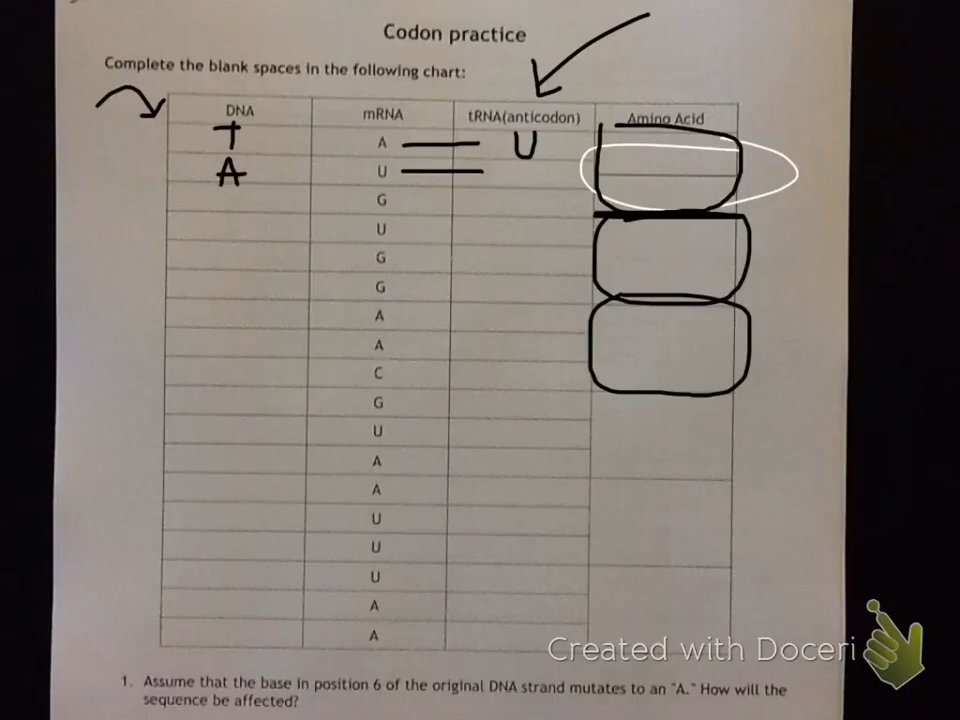 Codon practice
Complete the blank spaces in the following chart:
DNA mRNA tRNA(anticodon) Amino Acid
T A U
A U
G
U
G
G
A
A
C
G
U
A
A
U
U
U
A
A
Created with Doceri
1. Assume that the base in position 6 of the original DNA strand mutates to an "A." How will the
sequence be affected?